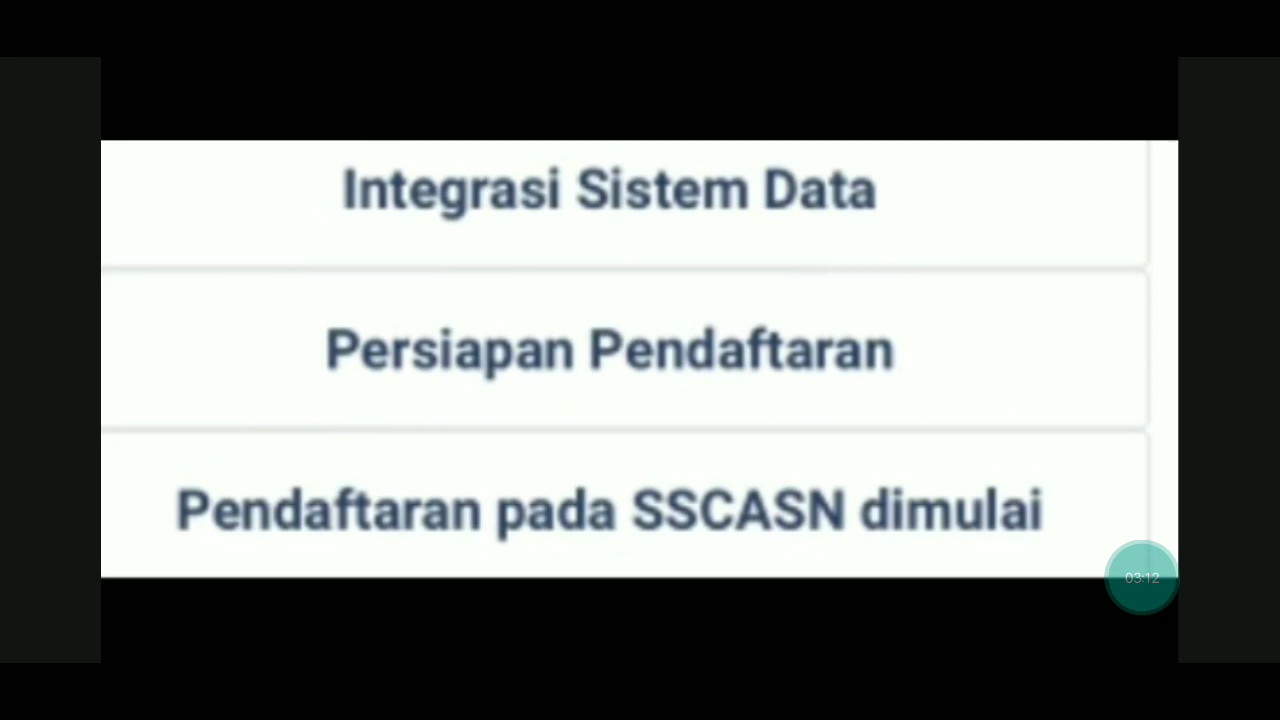 Integrasi Sistem Data
Persiapan Pendaftaran
Pendaftaran pada SSCASN dimulai
03:12